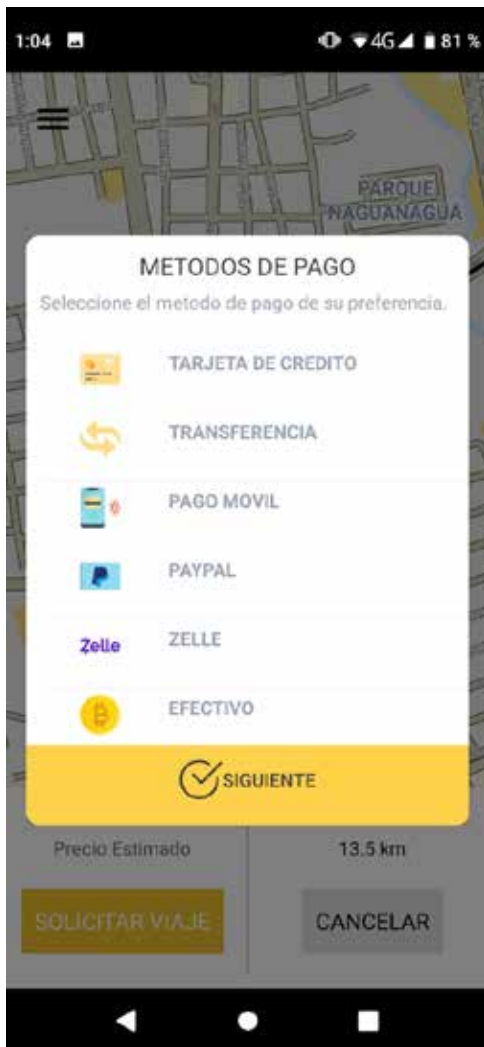 1:04
4G
81 %
PARQUE
NAGUANAGUA
METODOS DE PAGO
Seleccione el metodo de pago de su preferencia.
TARJETA DE CREDITO
TRANSFERENCIA
PAGO MOVIL
PAYPAL
Zelle
ZELLE
EFECTIVO
SIGUIENTE
Precio Estimado
13.5 km
SOLICITAR VIAJE
CANCELAR